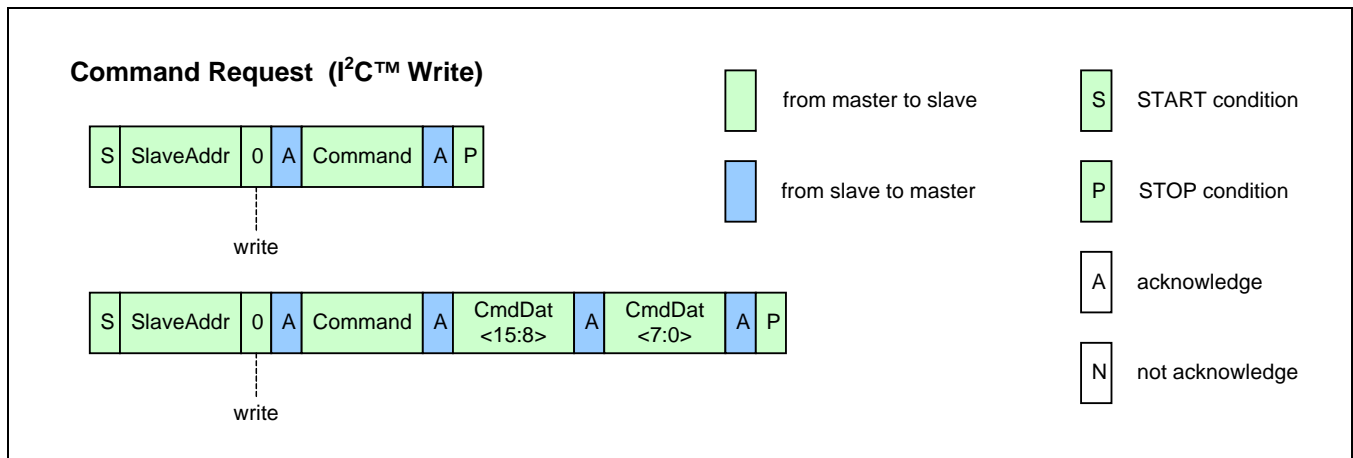 Command Request (I²C™ Write)
from master to slave
S START condition
S SlaveAddr 0 A Command A P
from slave to master
P STOP condition
write
A acknowledge
S SlaveAddr 0 A Command A CmdDat <15:8> A CmdDat <7:0> A P
N not acknowledge
write